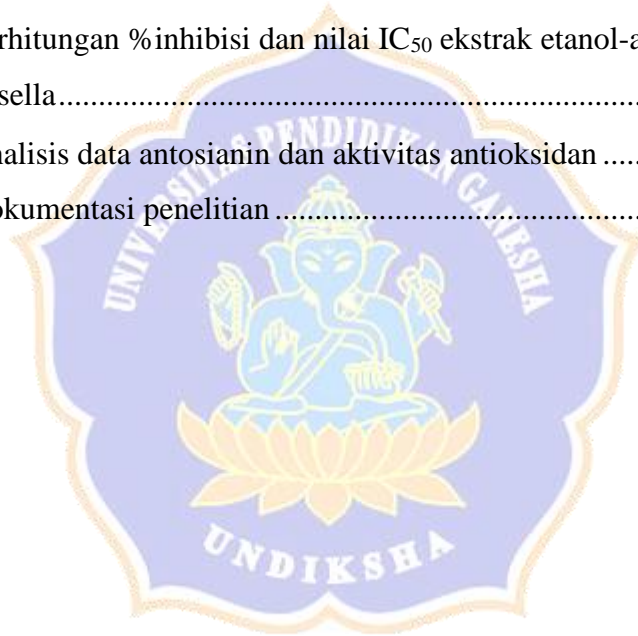 rhitungan %inhibisi dan nilai IC50 ekstrak etanol-a
sella.......................................................................
nalisis data antosianin dan aktivitas antioksidan .....
okumentasi penelitian ............................................
UNIVERSITAS PENDIDIKAN GANESHA
UNDIKSHA